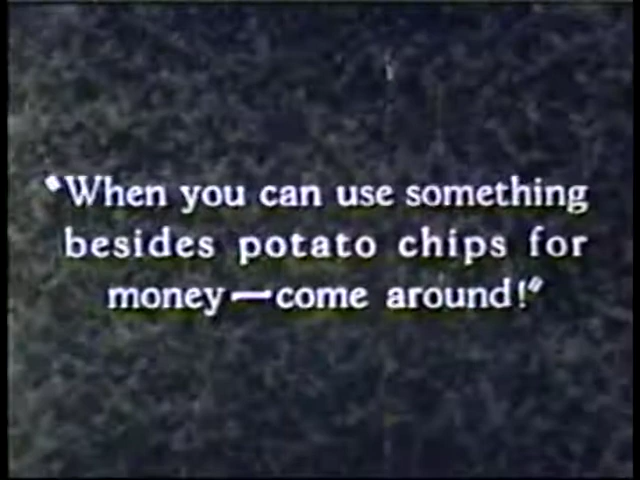 "When you can use something
besides potato chips for
money—come around!"